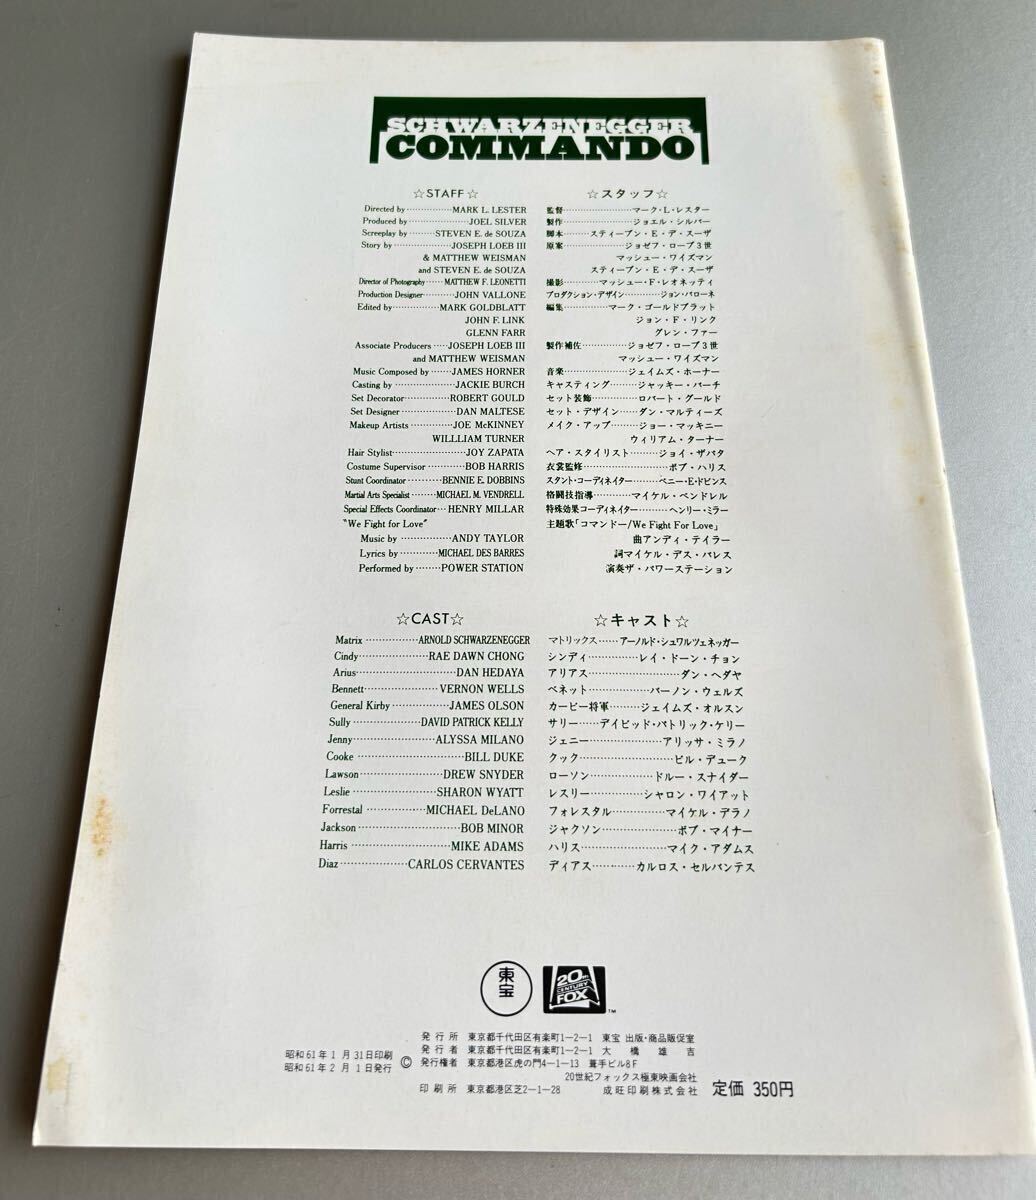 SCHWARZENEGGER
COMMANDO
☆STAFF☆
Directed by ·············· MARK L. LESTER
Produced by ·············· JOEL SILVER
Screeplay by ········ STEVEN E. de SOUZA
Story by ················ JOSEPH LOEB III
& MATTHEW WEISMAN
and STEVEN E. de SOUZA
Director of Photography ······ MATTHEW F. LEONETTI
Production Designer ········ JOHN VALLONE
Edited by ·············· MARK GOLDBLATT
JOHN F. LINK
GLENN FARR
Associate Producers ···· JOSEPH LOEB III
and MATTHEW WEISMAN
Music Composed by ······ JAMES HORNER
Casting by ················ JACKIE BURCH
Set Decorator ············ ROBERT GOULD
Set Designer ·············· DAN MALTESE
Makeup Artists ·········· JOE McKINNEY
WILLLIAM TURNER
Hair Stylist ·················· JOY ZAPATA
Costume Supervisor ········ BOB HARRIS
Stunt Coordinator ······ BENNIE E. DOBBINS
Martial Arts Specialist ······ MICHAEL M. VENDRELL
Special Effects Coordinator ··· HENRY MILLAR
"We Fight for Love"
Music by ·············· ANDY TAYLOR
Lyrics by ·········· MICHAEL DES BARRES
Performed by ········ POWER STATION
☆スタッフ☆
監督 ···················· マーク・L・レスター
製作 ···················· ジョエル・シルバー
脚本 ········ スティーブン・E・デ・スーザ
原案 ·················· ジョゼフ・ローブ3世
マッシュー・ワイズマン
スティーブン・E・デ・スーザ
撮影 ·········· マッシュー・F・レオネッティ
プロダクション・デザイン ·········· ジョン・バローネ
編集 ············ マーク・ゴールドブラット
ジョン・F・リンク
グレン・ファー
製作補佐 ·············· ジョゼフ・ローブ3世
マッシュー・ワイズマン
音楽 ···················· ジェイムズ・ホーナー
キャスティング ········ ジャッキー・バーチ
セット装飾 ·············· ロバート・グールド
セット・デザイン ······ ダン・マルティーズ
メイク・アップ ········ ジョー・マッキニー
ウィリアム・ターナー
ヘア・スタイリスト ········ ジョイ・ザパタ
衣裳監修 ······················ ボブ・ハリス
スタント・コーディネイター ······ ベニー・E・ドビンス
格闘技指導 ············ マイケル・ベンドレル
特殊効果コーディネイター ········ ヘンリー・ミラー
主題歌「コマンドー/We Fight For Love」
曲アンディ・テイラー
詞マイケル・デス・バレス
演奏ザ・パワーステーション
☆CAST☆
Matrix ·············· ARNOLD SCHWARZENEGGER
Cindy ·················· RAE DAWN CHONG
Arius ························ DAN HEDAYA
Bennett ·················· VERNON WELLS
General Kirby ·············· JAMES OLSON
Sully ·················· DAVID PATRICK KELLY
Jenny ···················· ALYSSA MILANO
Cooke ························ BILL DUKE
Lawson ···················· DREW SNYDER
Leslie ···················· SHARON WYATT
Forrestal ·············· MICHAEL DeLANO
Jackson ······················ BOB MINOR
Harris ························ MIKE ADAMS
Diaz ················ CARLOS CERVANTES
☆キャスト☆
マトリックス ······ アーノルド・シュワルツェネッガー
シンディ ············ レイ・ドーン・チョン
アリアス ···················· ダン・ヘダヤ
ベネット ·············· バーノン・ウェルズ
カービー将軍 ········ ジェイムズ・オルスン
サリー ······ デイビッド・パトリック・ケリー
ジェニー ·················· アリッサ・ミラノ
クック ······················ ビル・デューク
ローソン ·············· ドルー・スナイダー
レスリー ·············· シャロン・ワイアット
フォレスタル ············ マイケル・デラノ
ジャクソン ················ ボブ・マイナー
ハリス ···················· マイク・アダムス
ディアス ·········· カルロス・セルバンテス
東宝
20TH
CENTURY
FOX
™
昭和61年1月31日印刷
昭和61年2月1日発行
©
発行所 東京都千代田区有楽町1−2−1 東宝 出版・商品販促室
発行者 東京都千代田区有楽町1−2−1 大橋雄吉
発行権者 東京都港区虎の門4−1−13 葺手ビル8F
20世紀フォックス極東映画会社
印刷所 東京都港区芝2−1−28 成旺印刷株式会社
定価 350円